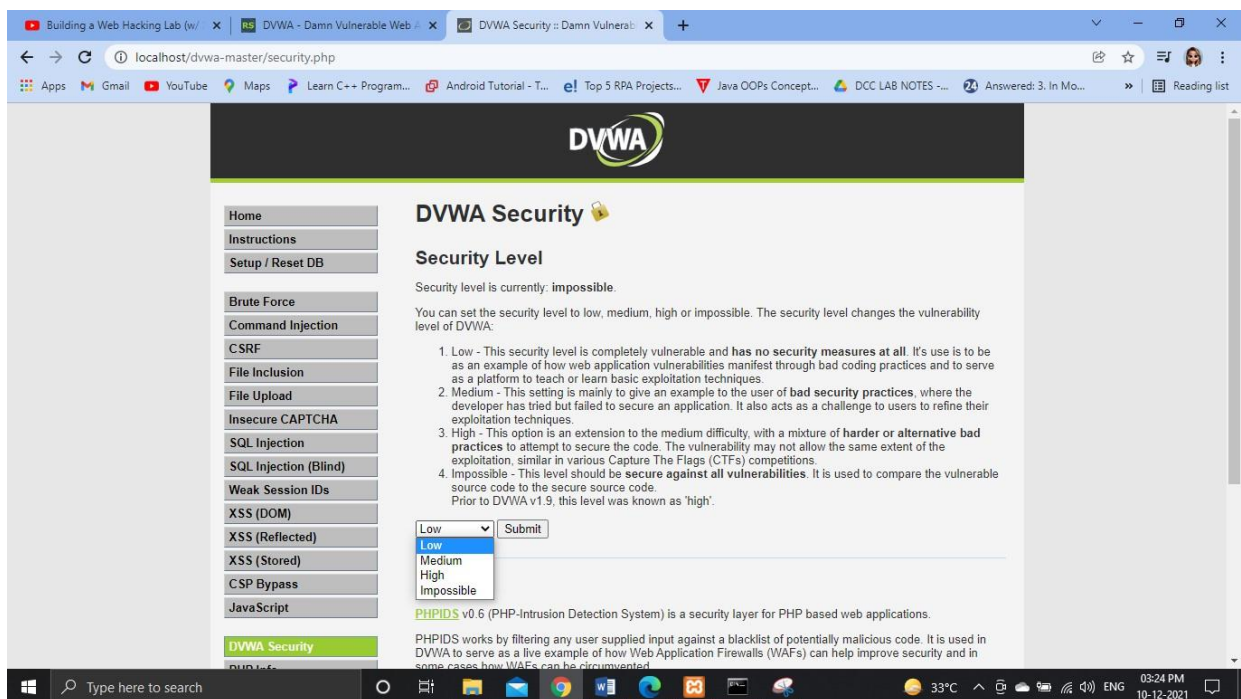 Building a Web Hacking Lab (w/
DVWA - Damn Vulnerable Web A
DVWA Security :: Damn Vulnerab
localhost/dvwa-master/security.php
Apps
Gmail
YouTube
Maps
Learn C++ Program...
Android Tutorial - T...
Top 5 RPA Projects...
Java OOPs Concept...
DCC LAB NOTES -...
Answered: 3. In Mo...
»
Reading list
DVWA
Home
Instructions
Setup / Reset DB
Brute Force
Command Injection
CSRF
File Inclusion
File Upload
Insecure CAPTCHA
SQL Injection
SQL Injection (Blind)
Weak Session IDs
XSS (DOM)
XSS (Reflected)
XSS (Stored)
CSP Bypass
JavaScript
DVWA Security
DVWA Security
Security Level
Security level is currently: impossible.
You can set the security level to low, medium, high or impossible. The security level changes the vulnerability
level of DVWA:
1. Low - This security level is completely vulnerable and has no security measures at all. It's use is to be
as an example of how web application vulnerabilities manifest through bad coding practices and to serve
as a platform to teach or learn basic exploitation techniques.
2. Medium - This setting is mainly to give an example to the user of bad security practices, where the
developer has tried but failed to secure an application. It also acts as a challenge to users to refine their
exploitation techniques.
3. High - This option is an extension to the medium difficulty, with a mixture of harder or alternative bad
practices to attempt to secure the code. The vulnerability may not allow the same extent of the
exploitation, similar in various Capture The Flags (CTFs) competitions.
4. Impossible - This level should be secure against all vulnerabilities. It is used to compare the vulnerable
source code to the secure source code.
Prior to DVWA v1.9, this level was known as 'high'.
Low Submit
Low
Medium
High
Impossible
PHPIDS v0.6 (PHP-Intrusion Detection System) is a security layer for PHP based web applications.
PHPIDS works by filtering any user supplied input against a blacklist of potentially malicious code. It is used in
DVWA to serve as a live example of how Web Application Firewalls (WAFs) can help improve security and in
some cases how WAFs can be circumvented
Type here to search
33°C
ENG
03:24 PM
10-12-2021